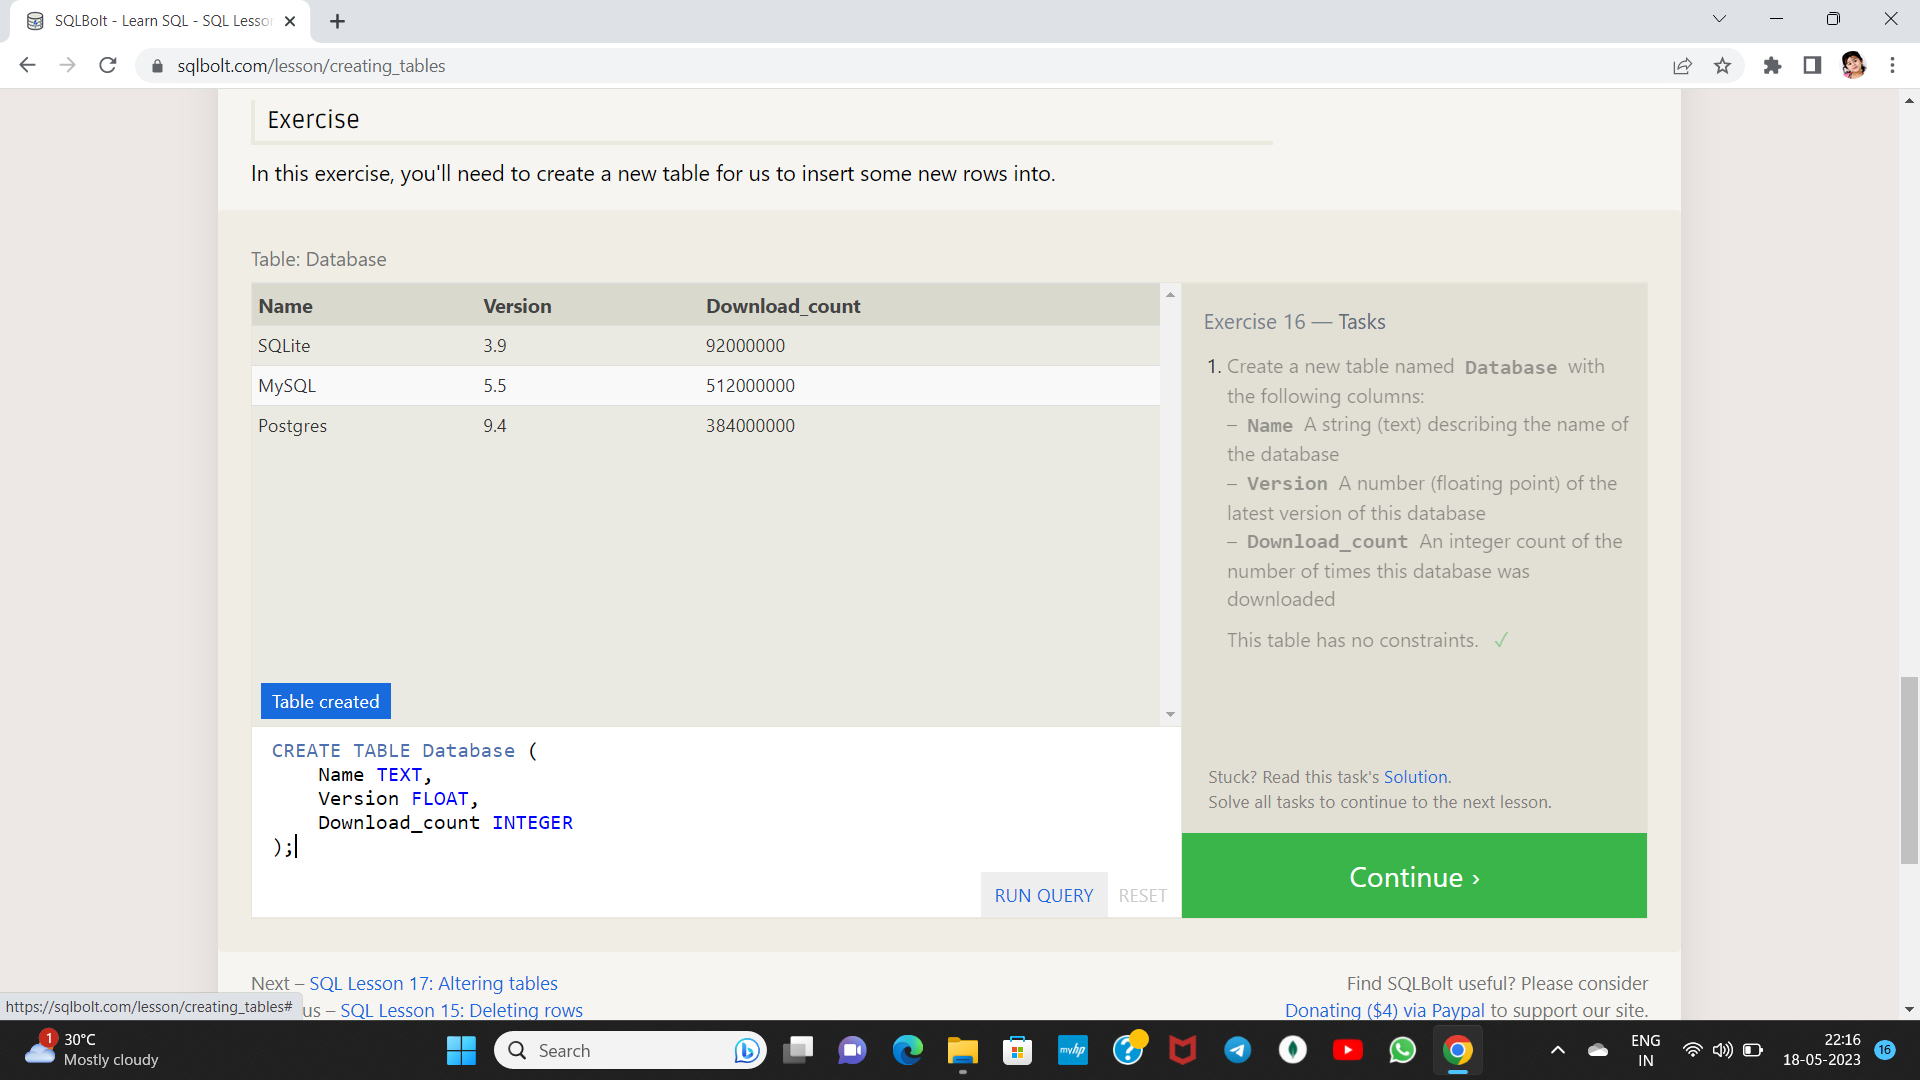 SQLBolt - Learn SQL - SQL Lesso
sqlbolt.com/lesson/creating_tables
Exercise
In this exercise, you'll need to create a new table for us to insert some new rows into.
Table: Database
Name Version Download_count
SQLite 3.9 92000000
MySQL 5.5 512000000
Postgres 9.4 384000000
Table created
CREATE TABLE Database (
Name TEXT,
Version FLOAT,
Download_count INTEGER
);
RUN QUERY RESET
Exercise 16 — Tasks
1. Create a new table named Database with
the following columns:
– Name A string (text) describing the name of
the database
– Version A number (floating point) of the
latest version of this database
– Download_count An integer count of the
number of times this database was
downloaded
This table has no constraints. ✓
Stuck? Read this task's Solution.
Solve all tasks to continue to the next lesson.
Continue ›
Next – SQL Lesson 17: Altering tables
us – SQL Lesson 15: Deleting rows
Find SQLBolt useful? Please consider
Donating ($4) via Paypal to support our site.
https://sqlbolt.com/lesson/creating_tables#
1
30°C
Mostly cloudy
Search
myhp
ENG
IN
22:16
18-05-2023
16